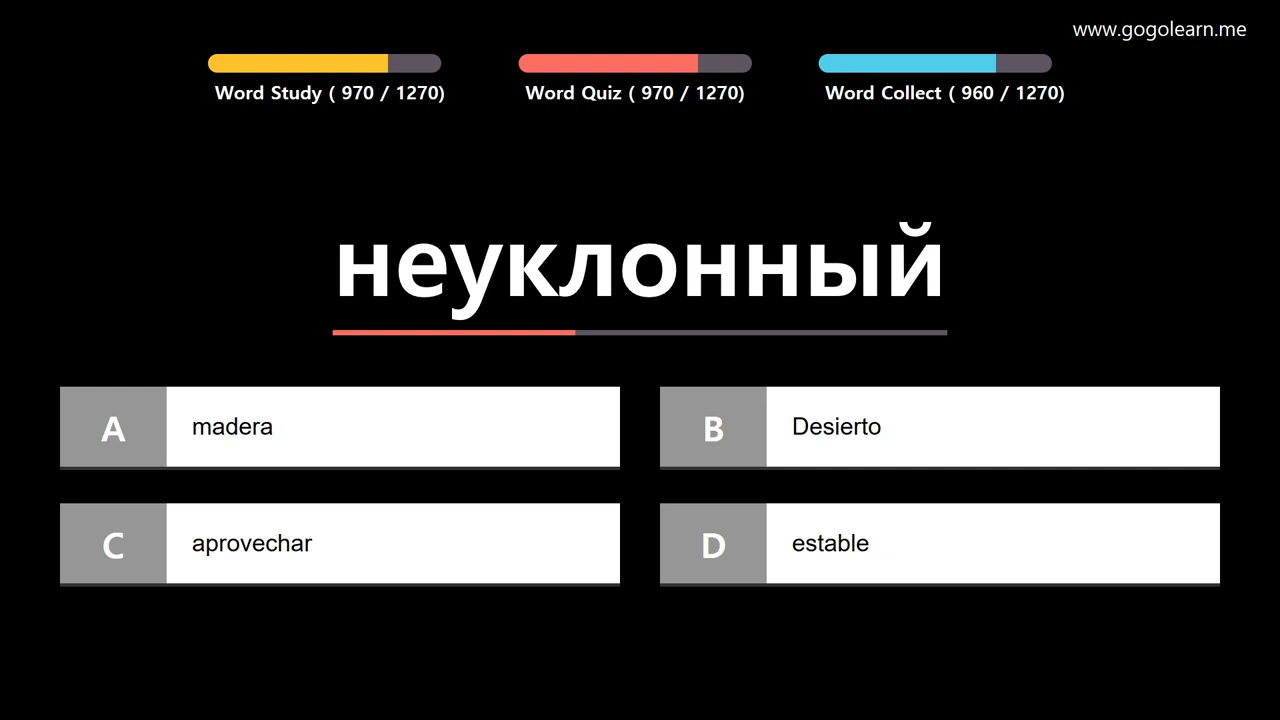 www.gogolearn.me
Word Study ( 970 / 1270)
Word Quiz ( 970 / 1270)
Word Collect ( 960 / 1270)
неуклонный
A madera
B Desierto
C aprovechar
D estable